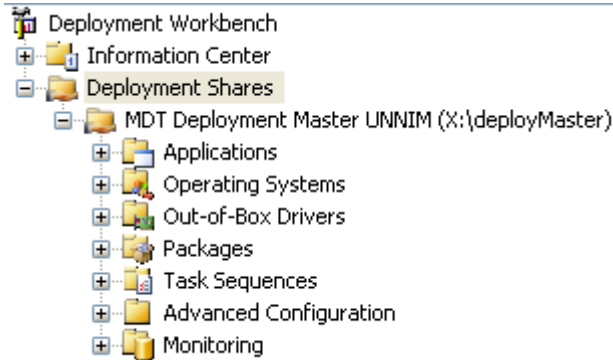 Deployment Workbench
Information Center
Deployment Shares
MDT Deployment Master UNNIM (X:\deployMaster)
Applications
Operating Systems
Out-of-Box Drivers
Packages
Task Sequences
Advanced Configuration
Monitoring